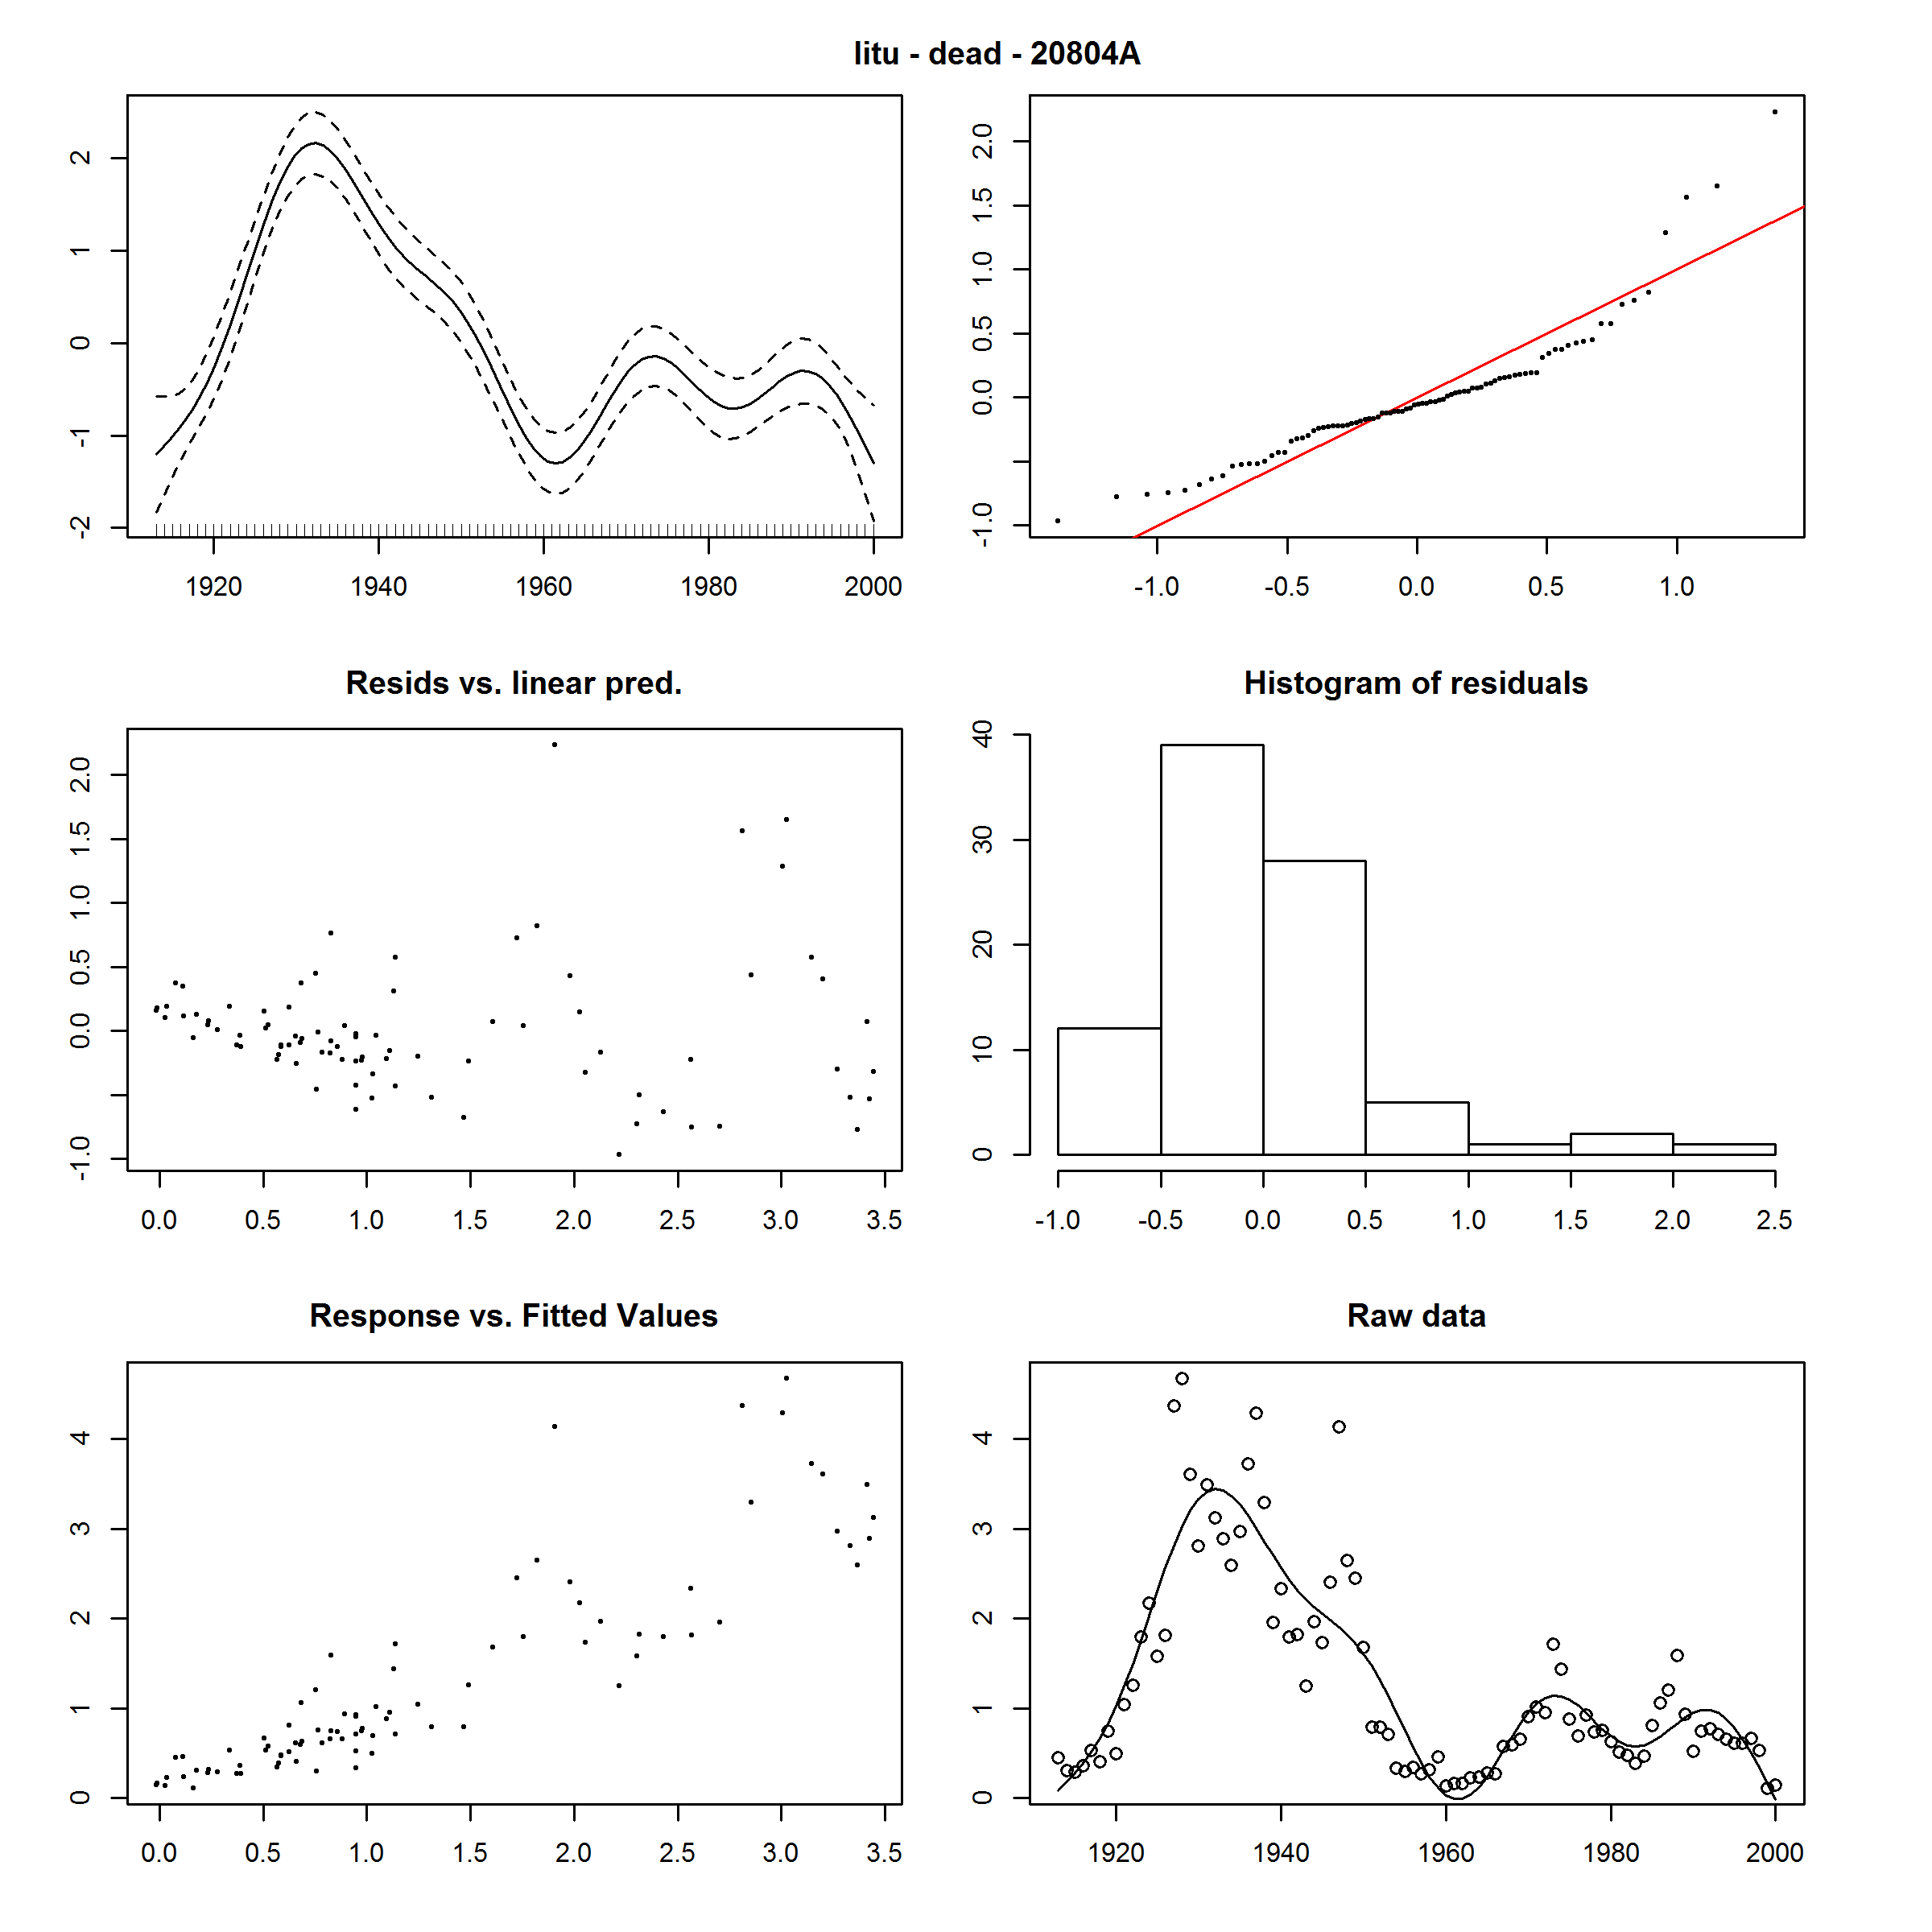 litu - dead - 20804A
2
1
0
-1
-2
1920 1940 1960 1980 2000
2.0
1.5
1.0
0.5
0.0
-1.0
-1.0 -0.5 0.0 0.5 1.0
Resids vs. linear pred.
2.0
1.5
1.0
0.5
0.0
-1.0
0.0 0.5 1.0 1.5 2.0 2.5 3.0 3.5
Histogram of residuals
40
30
20
10
0
-1.0 -0.5 0.0 0.5 1.0 1.5 2.0 2.5
Response vs. Fitted Values
4
3
2
1
0
0.0 0.5 1.0 1.5 2.0 2.5 3.0 3.5
Raw data
4
3
2
1
0
1920 1940 1960 1980 2000